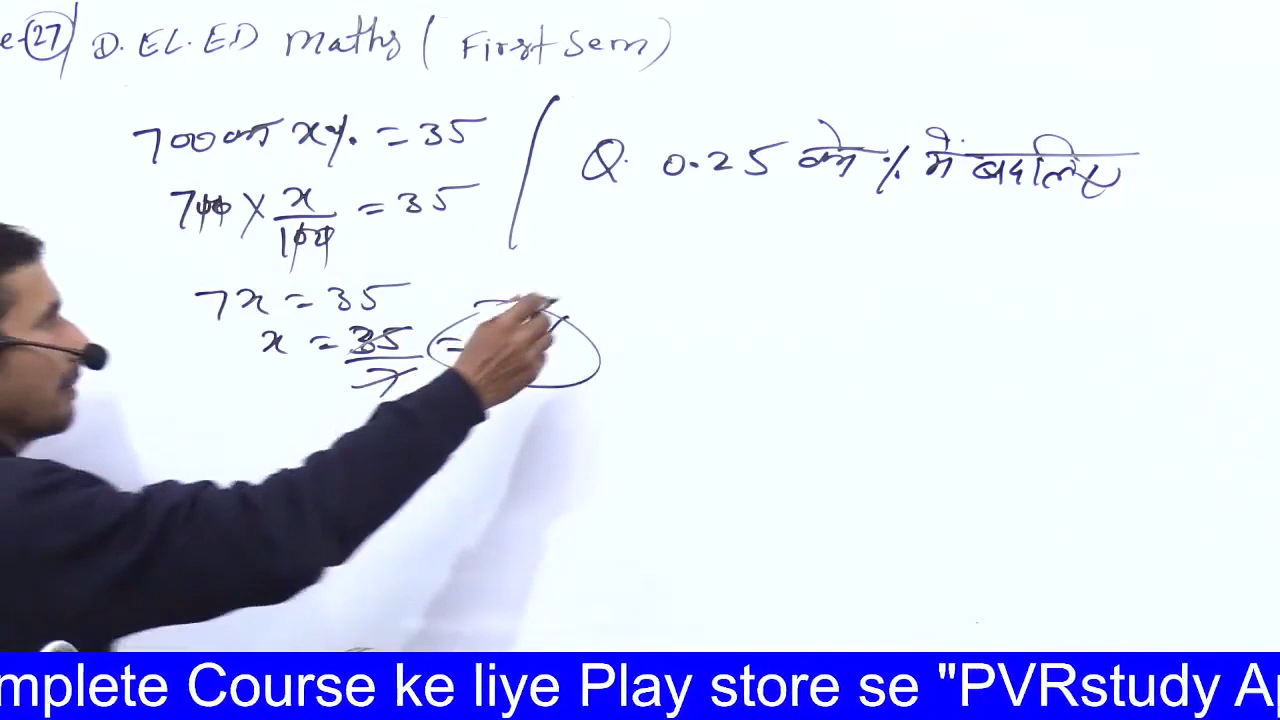 e-27 D.EL.ED Maths (First Sem)
700 का x% = 35
700 × x/100 = 35
7x = 35
x = 35/7 =
Q. 0.25 को % में बदलिए
mplete Course ke liye Play store se "PVRstudy Ap